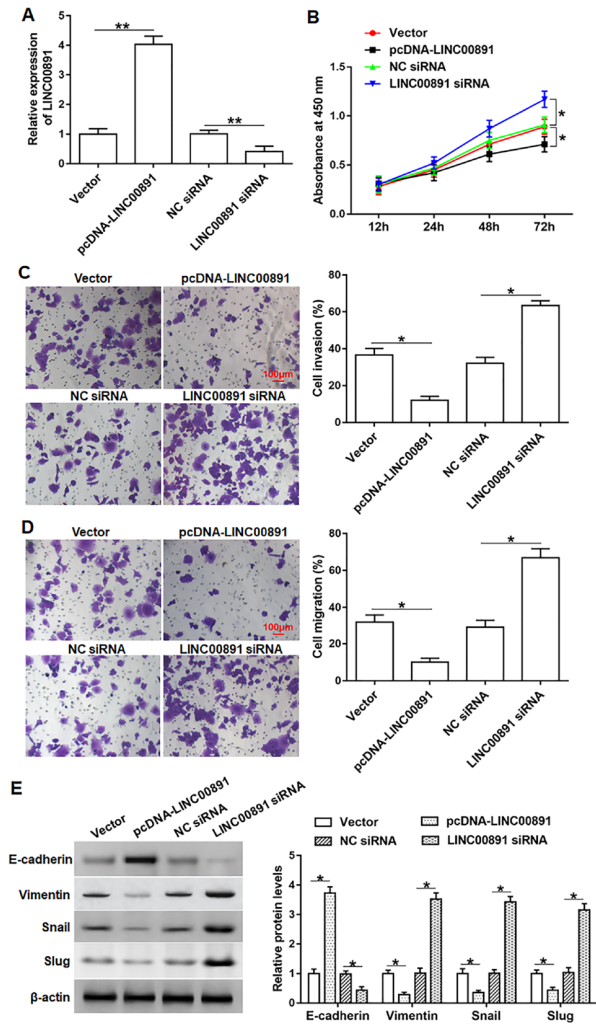 A
Relative expression
of LINC00891
5
4
3
2
1
0
**
**
Vector
pcDNA-LINC00891
NC siRNA
LINC00891 siRNA
B
Vector
pcDNA-LINC00891
NC siRNA
LINC00891 siRNA
Absorbance at 450 nm
1.5
1.0
0.5
0.0
*
*
12h
24h
48h
72h
C
Vector
pcDNA-LINC00891
100μm
NC siRNA
LINC00891 siRNA
Cell invasion (%)
80
60
40
20
0
*
*
Vector
pcDNA-LINC00891
NC siRNA
LINC00891 siRNA
D
Vector
pcDNA-LINC00891
100μm
NC siRNA
LINC00891 siRNA
Cell migration (%)
80
60
40
20
0
*
*
Vector
pcDNA-LINC00891
NC siRNA
LINC00891 siRNA
E
Vector
pcDNA-LINC00891
NC siRNA
LINC00891 siRNA
E-cadherin
Vimentin
Snail
Slug
β-actin
Vector
pcDNA-LINC00891
NC siRNA
LINC00891 siRNA
Relative protein levels
5
4
3
2
1
0
*
*
*
*
*
*
*
*
E-cadherin
Vimentin
Snail
Slug